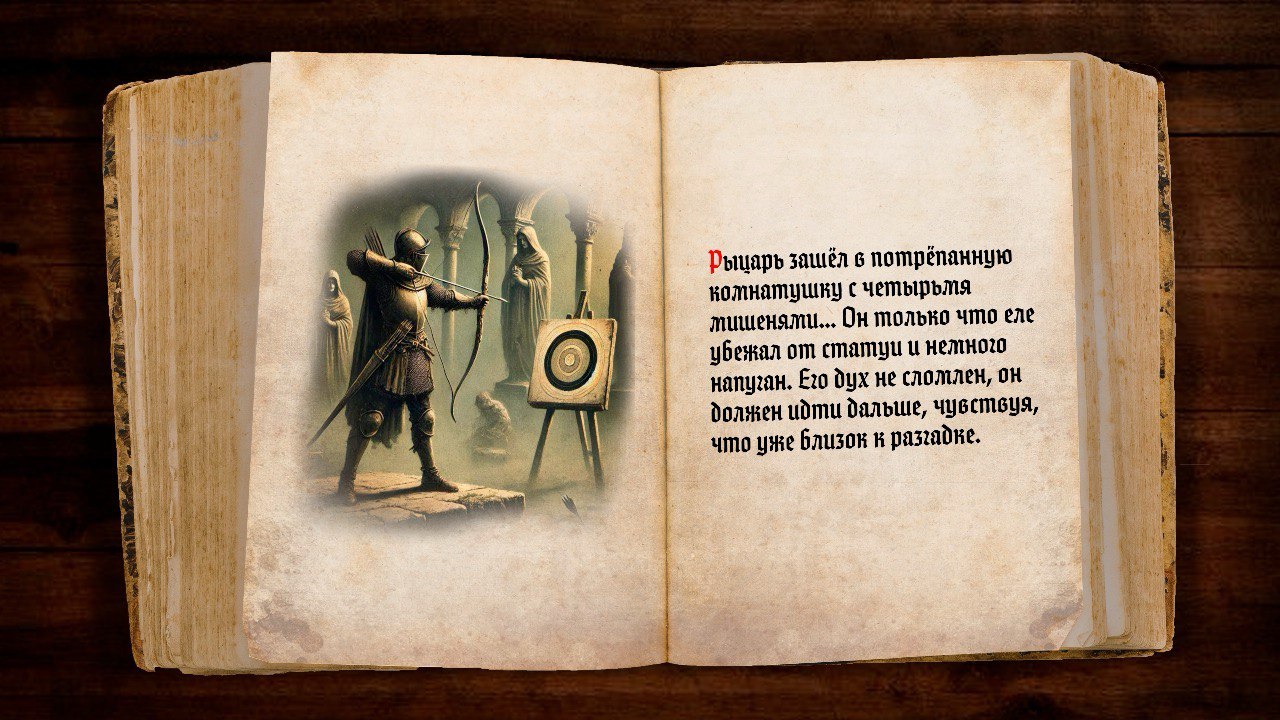 Рыцарь зашёл в потрёпанную
комнатушку с четырьмя
мишенями... Он только что еле
убежал от статуи и немного
напуган. Его дух не сломлен, он
должен идти дальше, чувствуя,
что уже близок к разгадке.